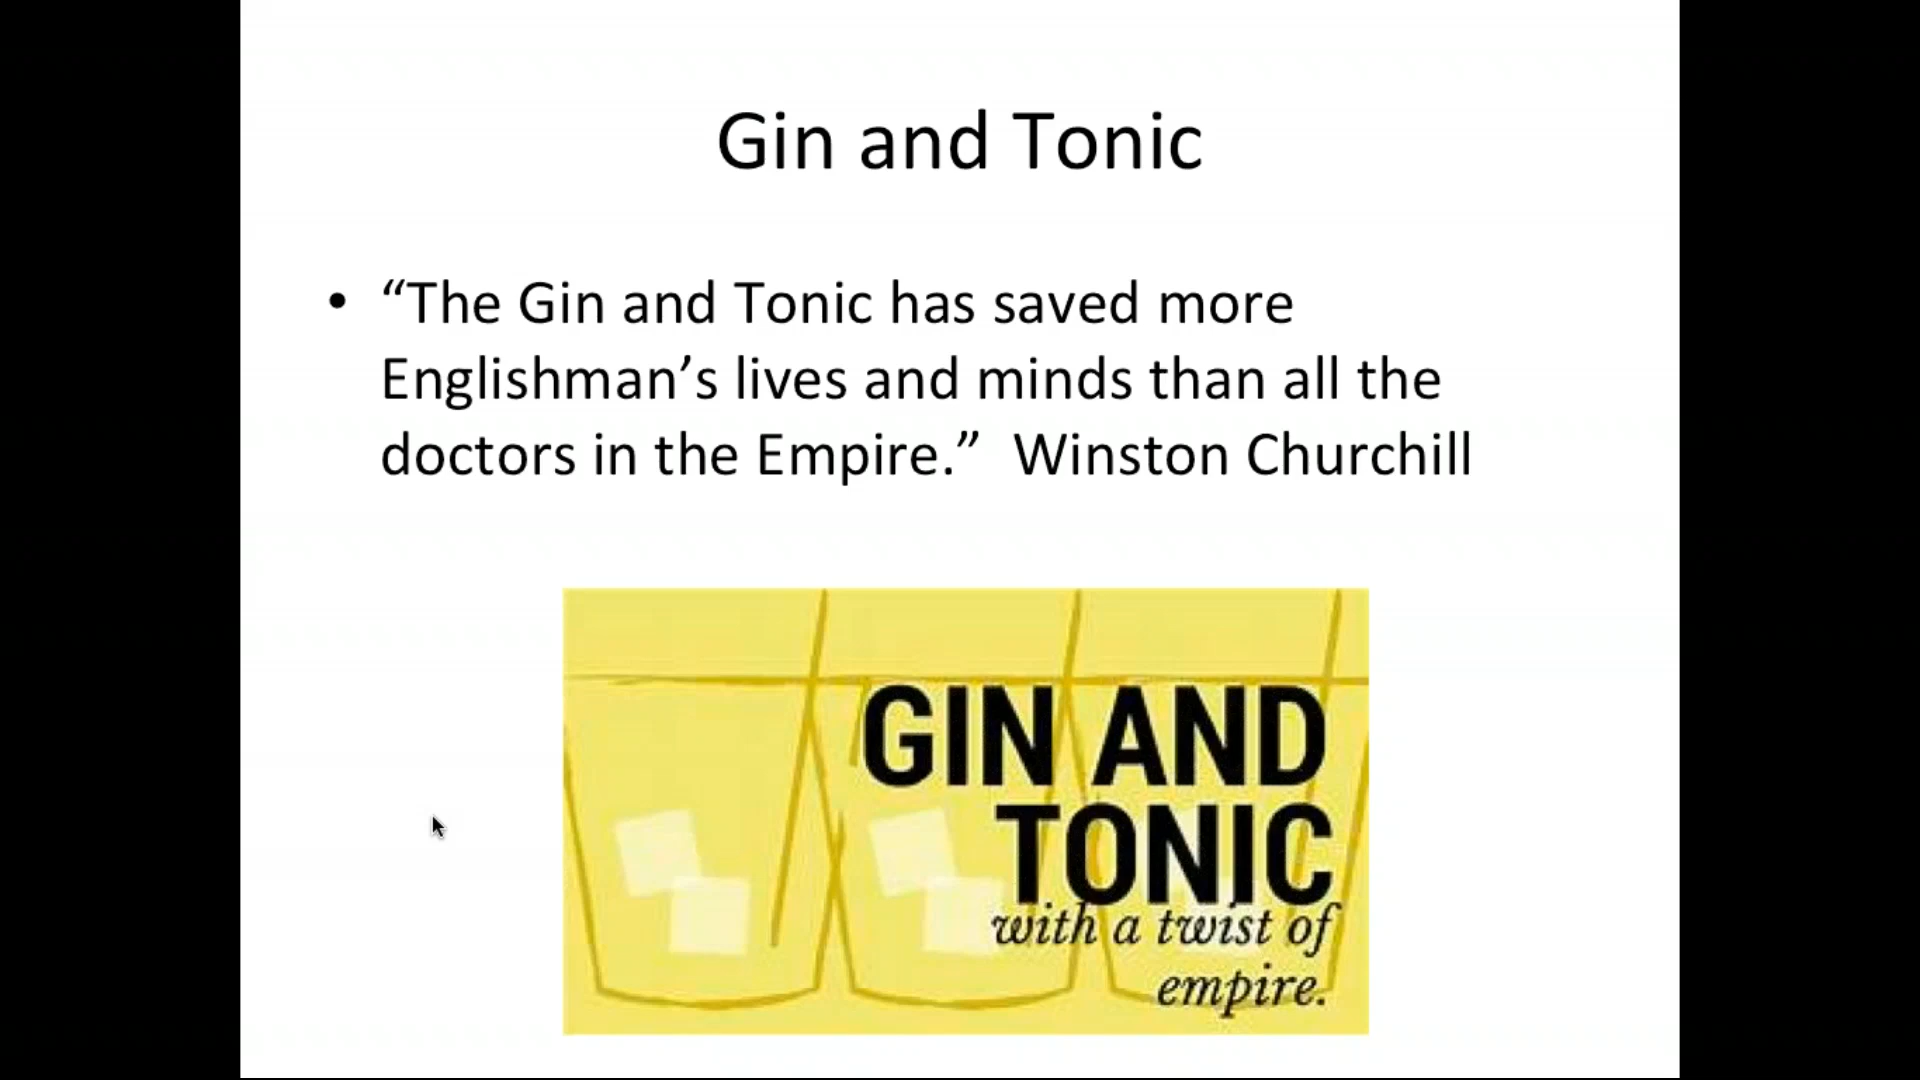 Gin and Tonic
• “The Gin and Tonic has saved more
Englishman’s lives and minds than all the
doctors in the Empire.”  Winston Churchill
GIN AND
TONIC
with a twist of
empire.